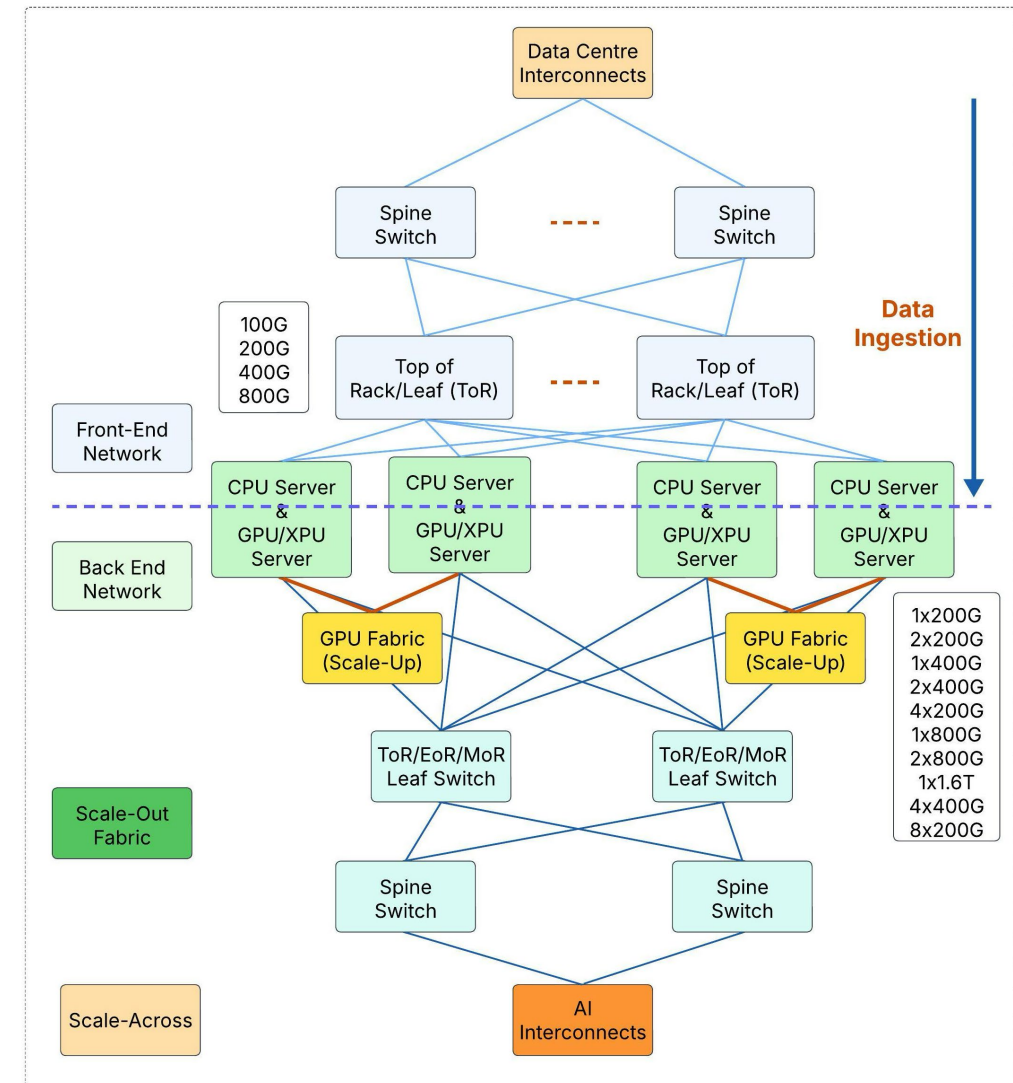 Data Centre
Interconnects
Spine
Switch
Spine
Switch
Data
Ingestion
100G
200G
400G
800G
Top of
Rack/Leaf (ToR)
Top of
Rack/Leaf (ToR)
Front-End
Network
CPU Server
&
GPU/XPU
Server
CPU Server
&
GPU/XPU
Server
CPU Server
&
GPU/XPU
Server
CPU Server
&
GPU/XPU
Server
Back End
Network
GPU Fabric
(Scale-Up)
GPU Fabric
(Scale-Up)
1x200G
2x200G
1x400G
2x400G
4x200G
1x800G
2x800G
1x1.6T
4x400G
8x200G
ToR/EoR/MoR
Leaf Switch
ToR/EoR/MoR
Leaf Switch
Scale-Out
Fabric
Spine
Switch
Spine
Switch
Scale-Across
AI
Interconnects